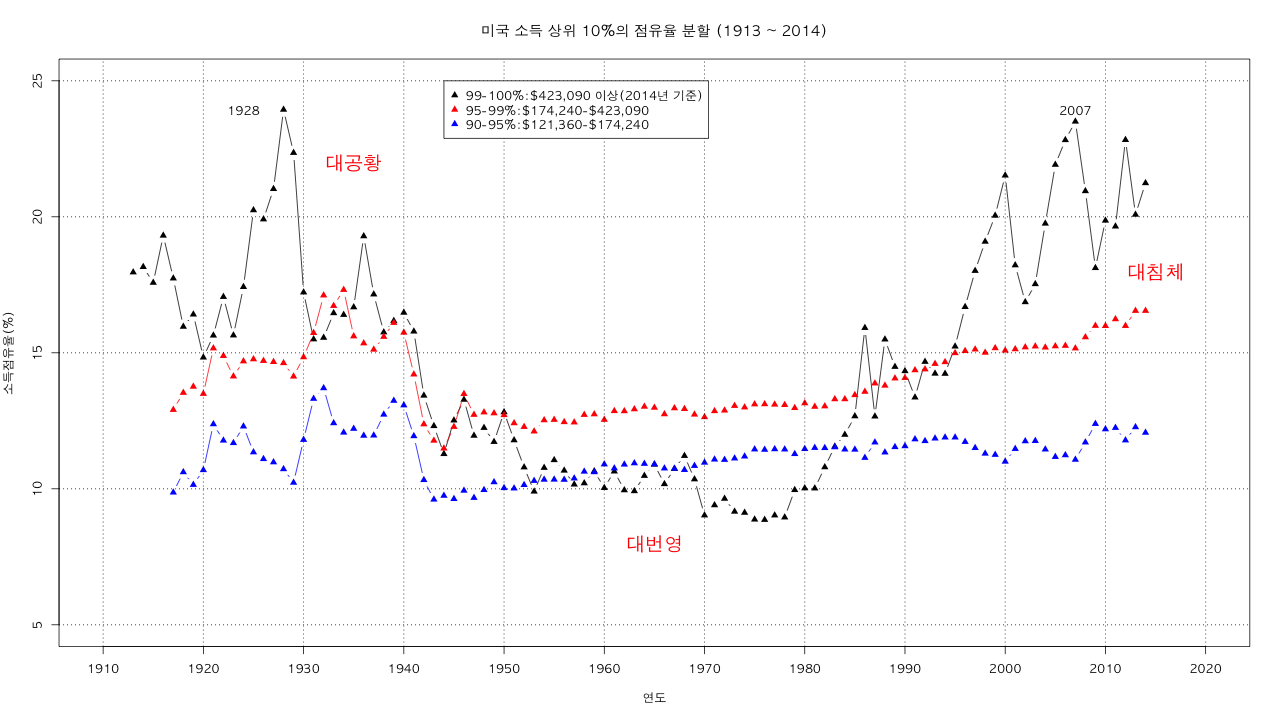 미국 소득 상위 10%의 점유율 분할 (1913 ~ 2014)
99-100%:$423,090 이상(2014년 기준)
95-99%:$174,240-$423,090
90-95%:$121,360-$174,240
1928
2007
대공황
대침체
대번영
소득점유율(%)
25
20
15
10
5
1910 1920 1930 1940 1950 1960 1970 1980 1990 2000 2010 2020
연도